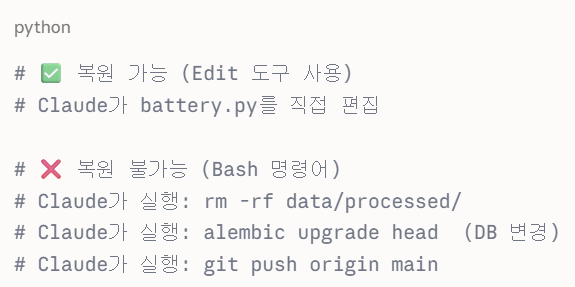 python
# ✅ 복원 가능 (Edit 도구 사용)
# Claude가 battery.py를 직접 편집
# ❌ 복원 불가능 (Bash 명령어)
# Claude가 실행: rm -rf data/processed/
# Claude가 실행: alembic upgrade head  (DB 변경)
# Claude가 실행: git push origin main